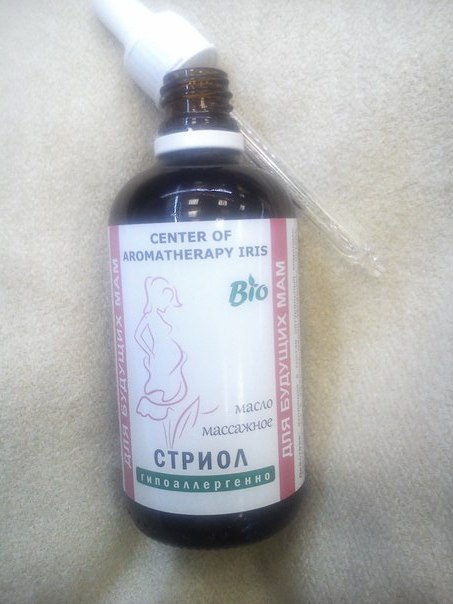 CENTER OF
AROMATHERAPY IRIS
Bio
масло
массажное
СТРИОЛ
гипоаллергенно
ДЛЯ БУДУЩИХ МАМ
ДЛЯ БУДУЩИХ МАМ